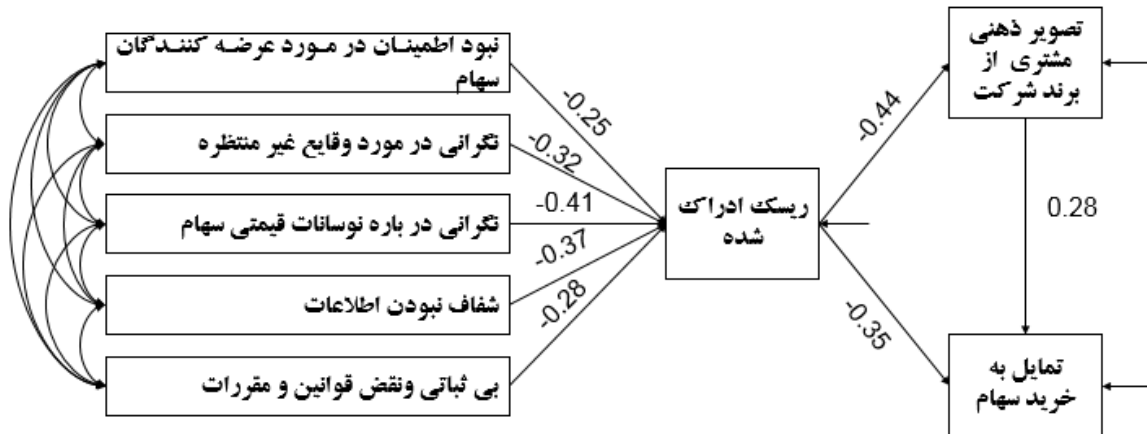 نبود اطمینان در مورد عرضه کنندگان
سهام
نگرانی در مورد وقایع غیر منتظره
نگرانی در باره نوسانات قیمتی سهام
شفاف نبودن اطلاعات
بی ثباتی ونقض قوانین و مقررات
-0.25
-0.32
-0.41
-0.37
-0.28
ریسک ادراک
شده
-0.44
-0.35
تصویر ذهنی
مشتری از
برند شرکت
0.28
تمایل به
خرید سهام